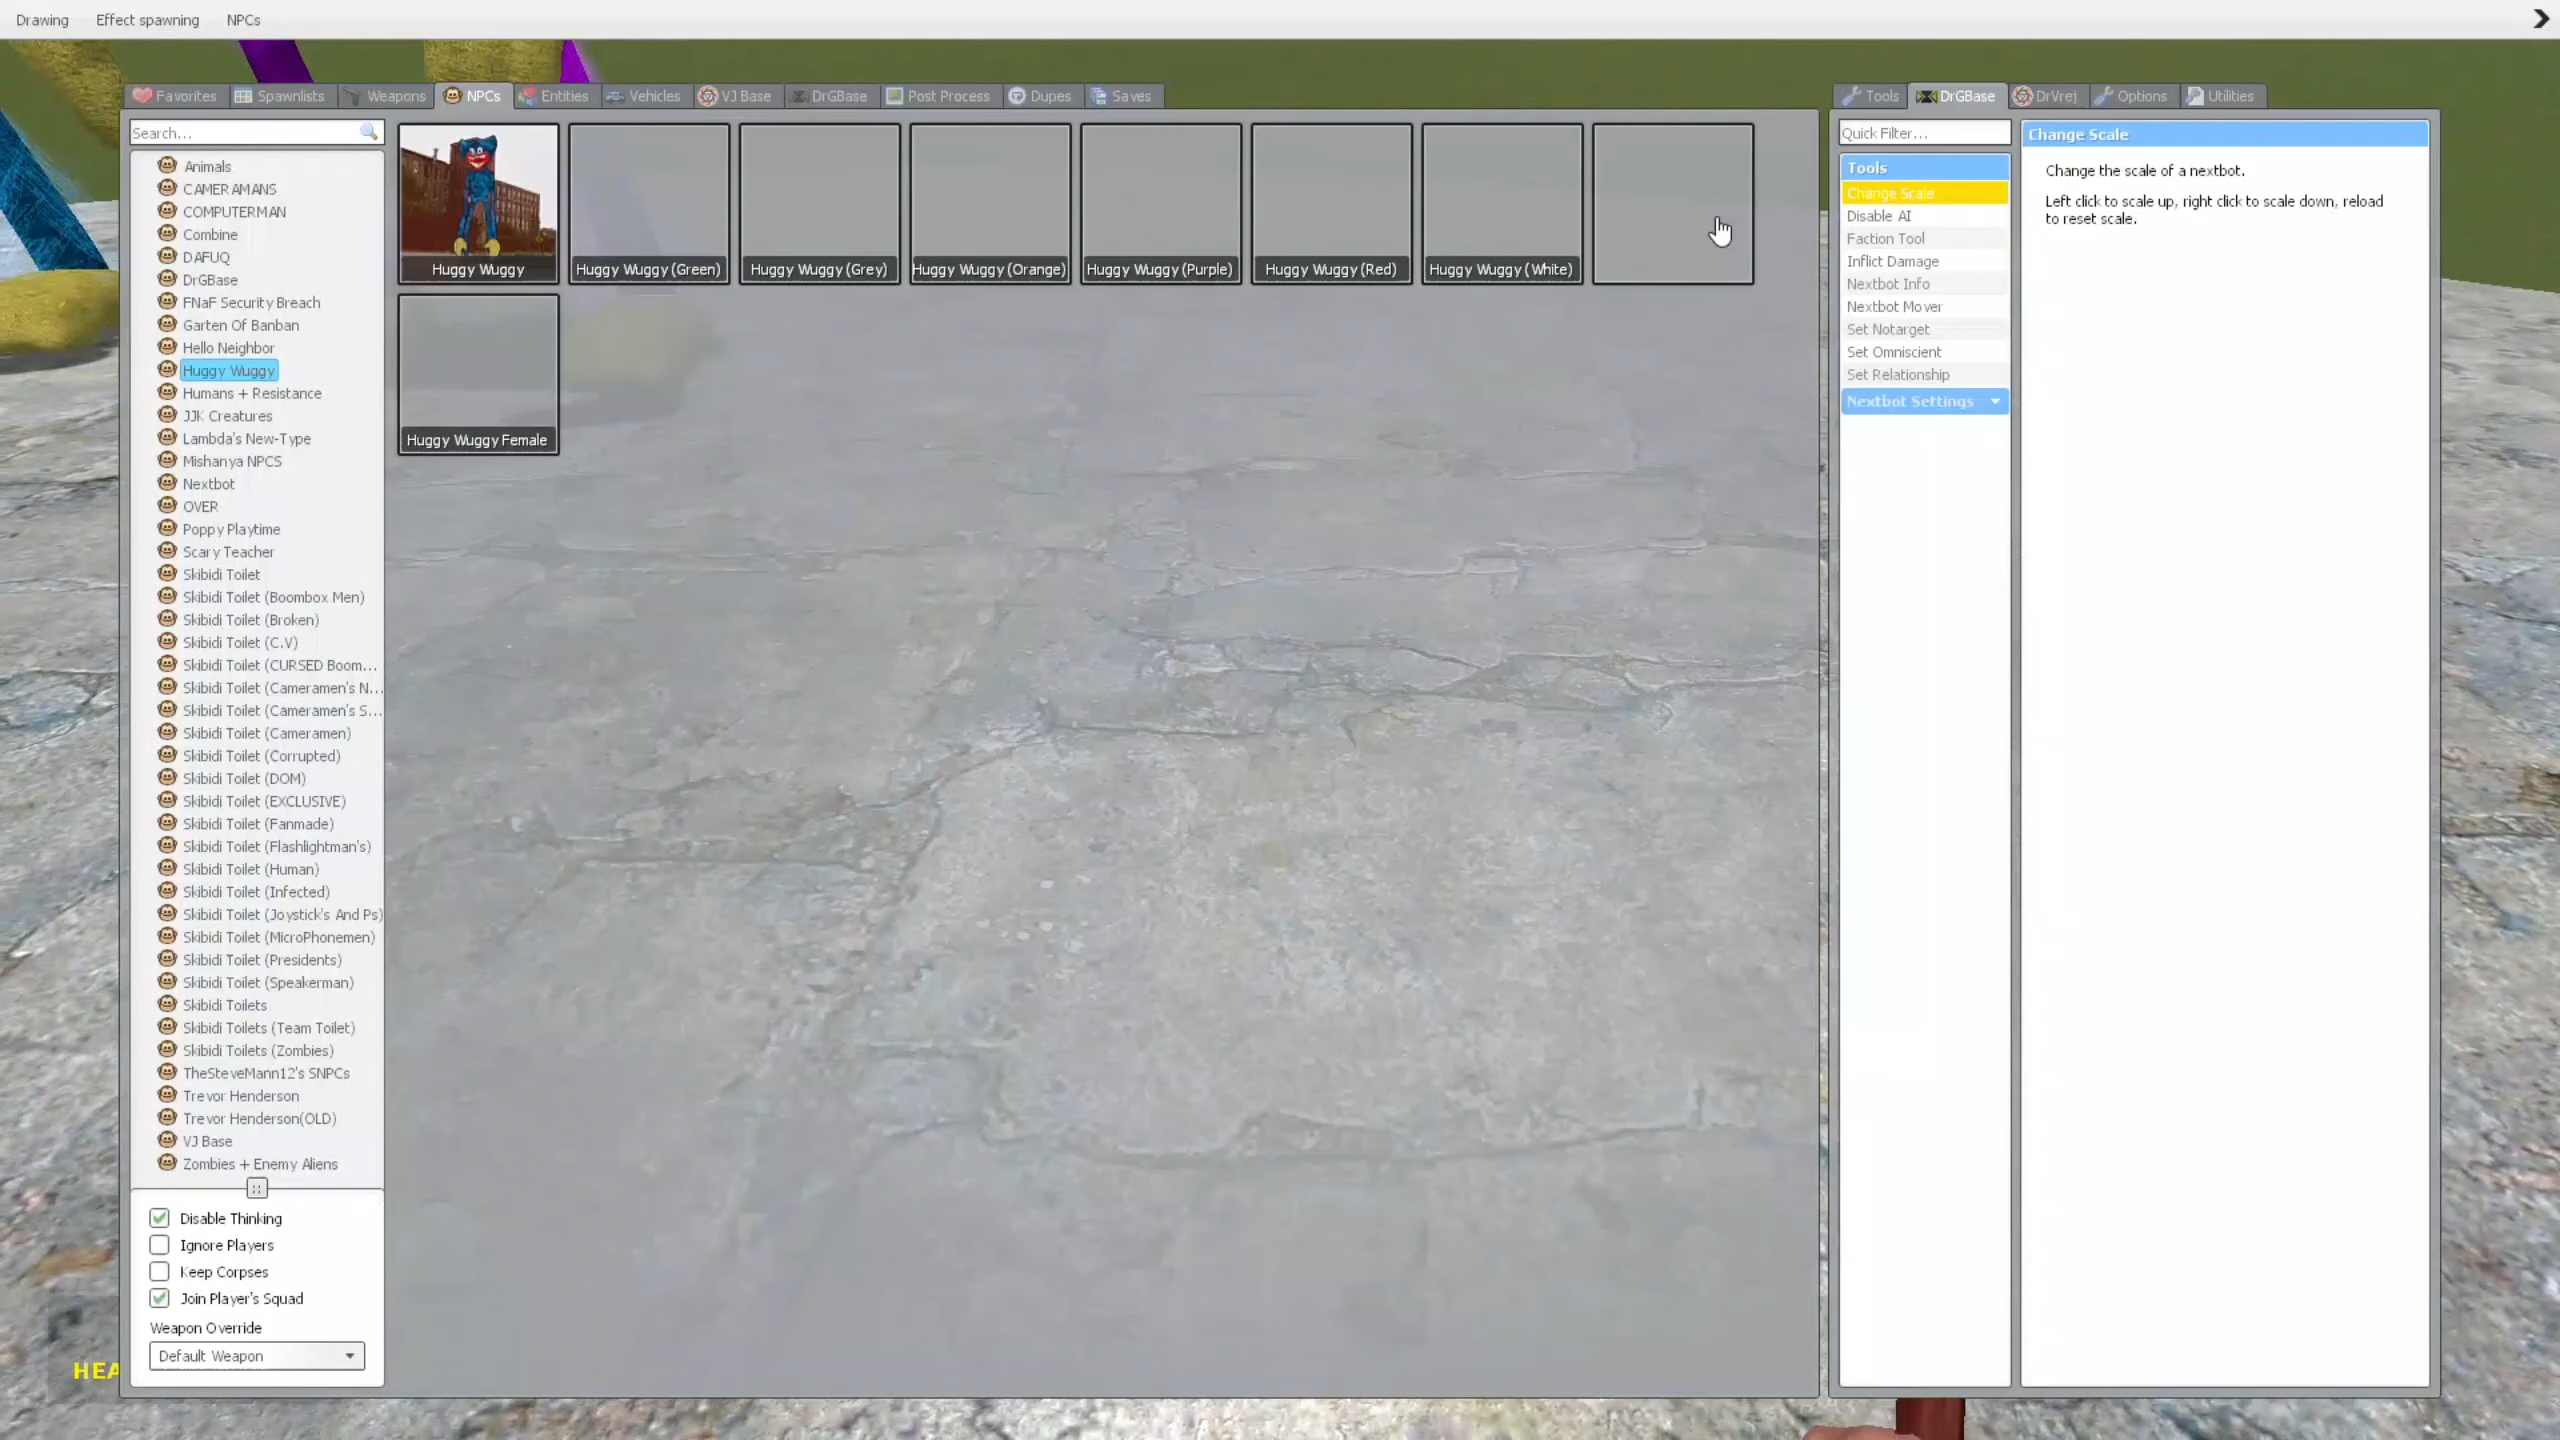 Drawing
Effect spawning
NPCs
Favorites
Spawnlists
Weapons
NPCs
Entities
Vehicles
VJ Base
DrGBase
Post Process
Dupes
Saves
Tools
DrGBase
DrVrej
Options
Utilities
Search...
Animals
CAMERAMANS
COMPUTERMAN
Combine
DAFUQ
DrGBase
FNaF Security Breach
Garten Of Banban
Hello Neighbor
Huggy Wuggy
Humans + Resistance
JJK Creatures
Lambda's New-Type
Mishanya NPCS
Nextbot
OVER
Poppy Playtime
Scary Teacher
Skibidi Toilet
Skibidi Toilet (Boombox Men)
Skibidi Toilet (Broken)
Skibidi Toilet (C.V)
Skibidi Toilet (CURSED Boom...
Skibidi Toilet (Cameramen's N...
Skibidi Toilet (Cameramen's S...
Skibidi Toilet (Cameramen)
Skibidi Toilet (Corrupted)
Skibidi Toilet (DOM)
Skibidi Toilet (EXCLUSIVE)
Skibidi Toilet (Fanmade)
Skibidi Toilet (Flashlightman's)
Skibidi Toilet (Human)
Skibidi Toilet (Infected)
Skibidi Toilet (Joystick's And Ps)
Skibidi Toilet (MicroPhonemen)
Skibidi Toilet (Presidents)
Skibidi Toilet (Speakerman)
Skibidi Toilets
Skibidi Toilets (Team Toilet)
Skibidi Toilets (Zombies)
TheSteveMann12's SNPCs
Trevor Henderson
Trevor Henderson(OLD)
VJ Base
Zombies + Enemy Aliens
Disable Thinking
Ignore Players
Keep Corpses
Join Player's Squad
Weapon Override
Default Weapon
HEA
Huggy Wuggy
Huggy Wuggy (Green)
Huggy Wuggy (Grey)
Huggy Wuggy (Orange)
Huggy Wuggy (Purple)
Huggy Wuggy (Red)
Huggy Wuggy (White)
Huggy Wuggy Female
Quick Filter...
Tools
Change Scale
Disable AI
Faction Tool
Inflict Damage
Nextbot Info
Nextbot Mover
Set Notarget
Set Omniscient
Set Relationship
Nextbot Settings
Change Scale
Change the scale of a nextbot.
Left click to scale up, right click to scale down, reload
to reset scale.